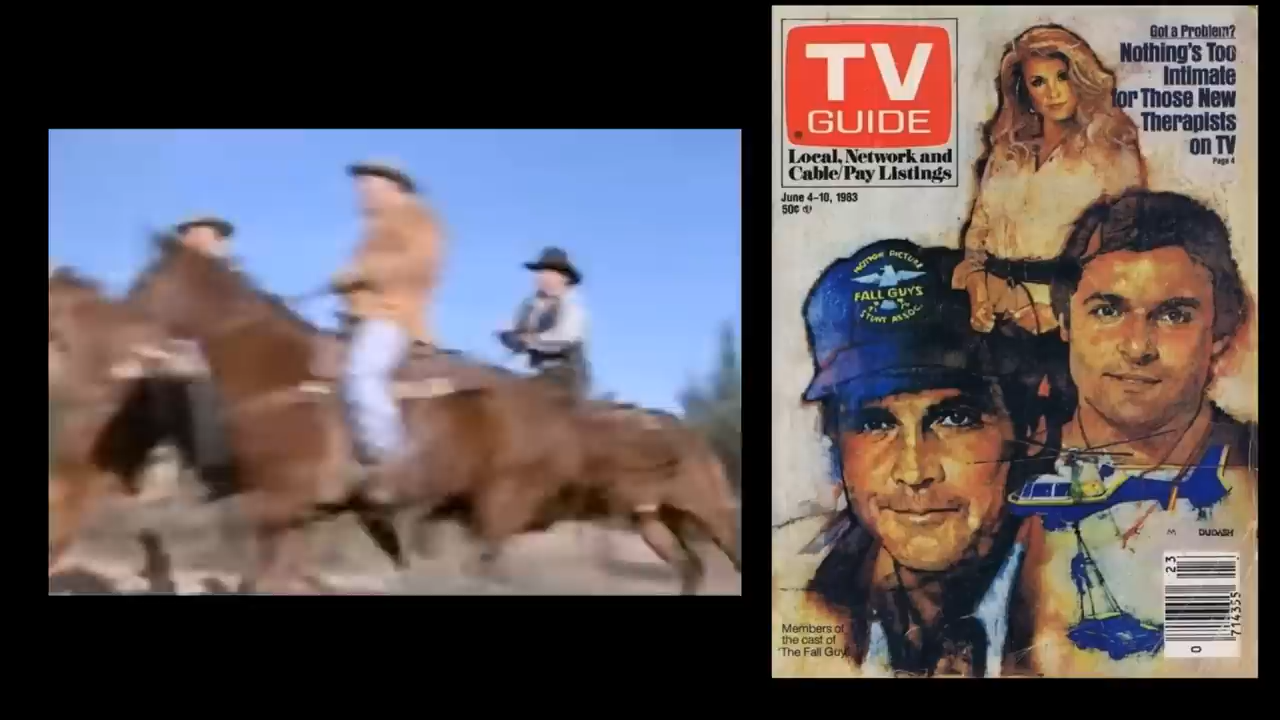 TV
GUIDE
Local, Network and
Cable/Pay Listings
June 4-10, 1983
50¢
Got a Problem?
Nothing's Too
Intimate
for Those New
Therapists
on TV
Page 4
MOTION PICTURE
FALL GUYS
STUNT ASSOC.
DUDASH
Members of
the cast of
'The Fall Guy'
23
0
714355